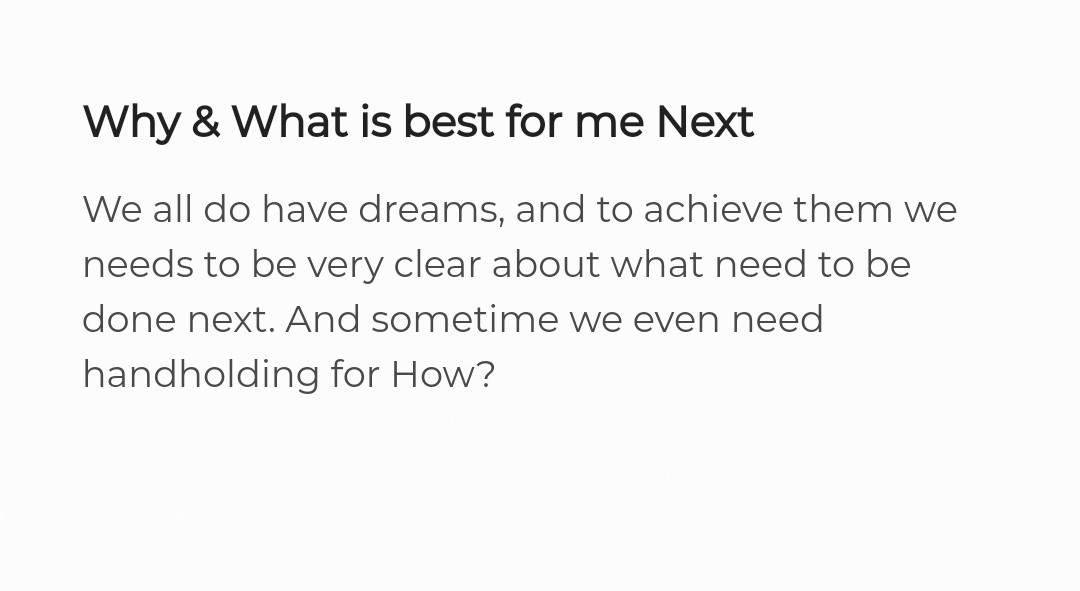 Why & What is best for me Next
We all do have dreams, and to achieve them we
needs to be very clear about what need to be
done next. And sometime we even need
handholding for How?